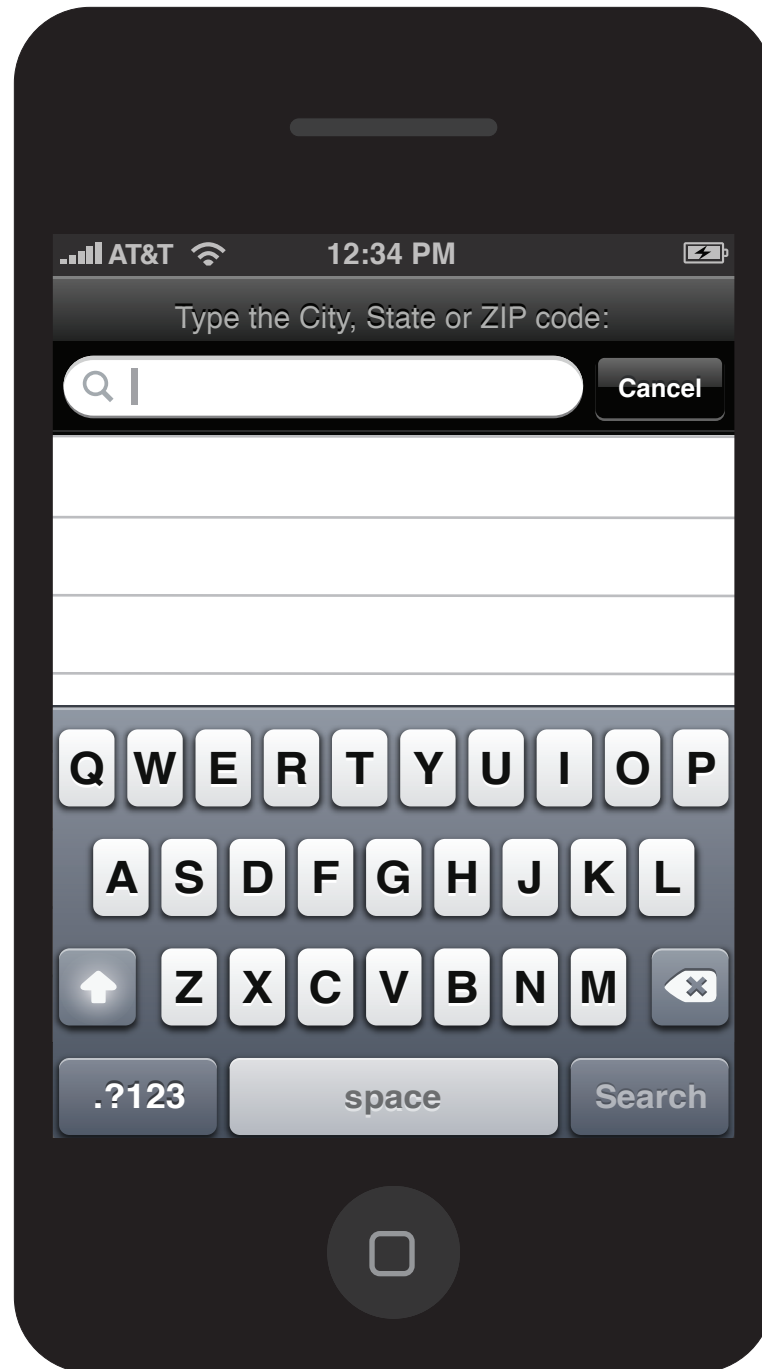 AT&T 12:34 PM
Type the City, State or ZIP code:
Cancel
Q W E R T Y U I O P
A S D F G H J K L
Z X C V B N M
.?123 space Search